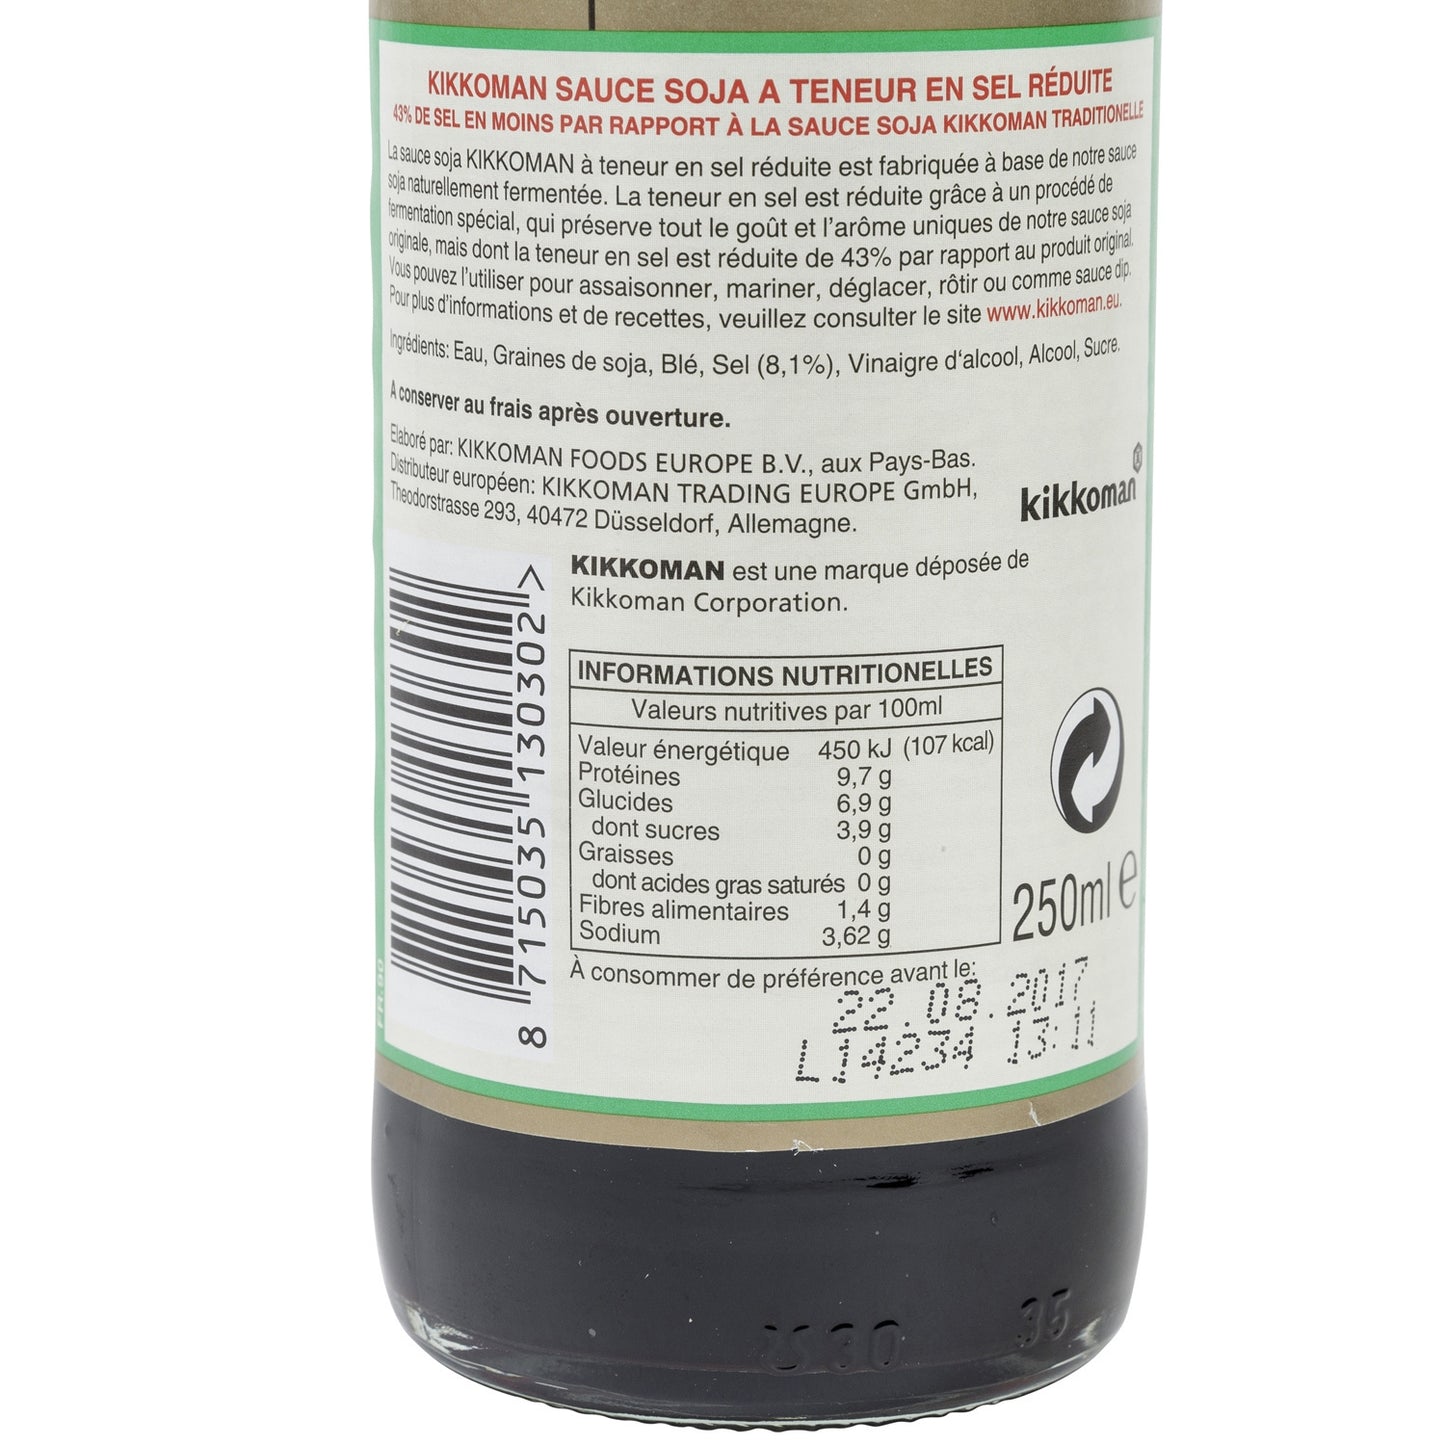 KIKKOMAN SAUCE SOJA A TENEUR EN SEL RÉDUITE
43% DE SEL EN MOINS PAR RAPPORT À LA SAUCE SOJA KIKKOMAN TRADITIONELLE
La sauce soja KIKKOMAN à teneur en sel réduite est fabriquée à base de notre sauce
soja naturellement fermentée. La teneur en sel est réduite grâce à un procédé de
fermentation spécial, qui préserve tout le goût et l'arôme uniques de notre sauce soja
originale, mais dont la teneur en sel est réduite de 43% par rapport au produit original.
Vous pouvez l'utiliser pour assaisonner, mariner, déglacer, rôtir ou comme sauce dip.
Pour plus d'informations et de recettes, veuillez consulter le site www.kikkoman.eu.
Ingrédients: Eau, Graines de soja, Blé, Sel (8,1%), Vinaigre d'alcool, Alcool, Sucre.
A conserver au frais après ouverture.
Elaboré par: KIKKOMAN FOODS EUROPE B.V., aux Pays-Bas.
Distributeur européen: KIKKOMAN TRADING EUROPE GmbH,
Theodorstrasse 293, 40472 Düsseldorf, Allemagne.
kikkoman
KIKKOMAN est une marque déposée de
Kikkoman Corporation.
8 715035 130302 >
INFORMATIONS NUTRITIONELLES
Valeurs nutritives par 100ml
Valeur énergétique 450 kJ (107 kcal)
Protéines 9,7 g
Glucides 6,9 g
dont sucres 3,9 g
Graisses 0 g
dont acides gras saturés 0 g
Fibres alimentaires 1,4 g
Sodium 3,62 g
250ml e
À consommer de préférence avant le:
22.08.2017
L14234 13:11
FR.90
30
35